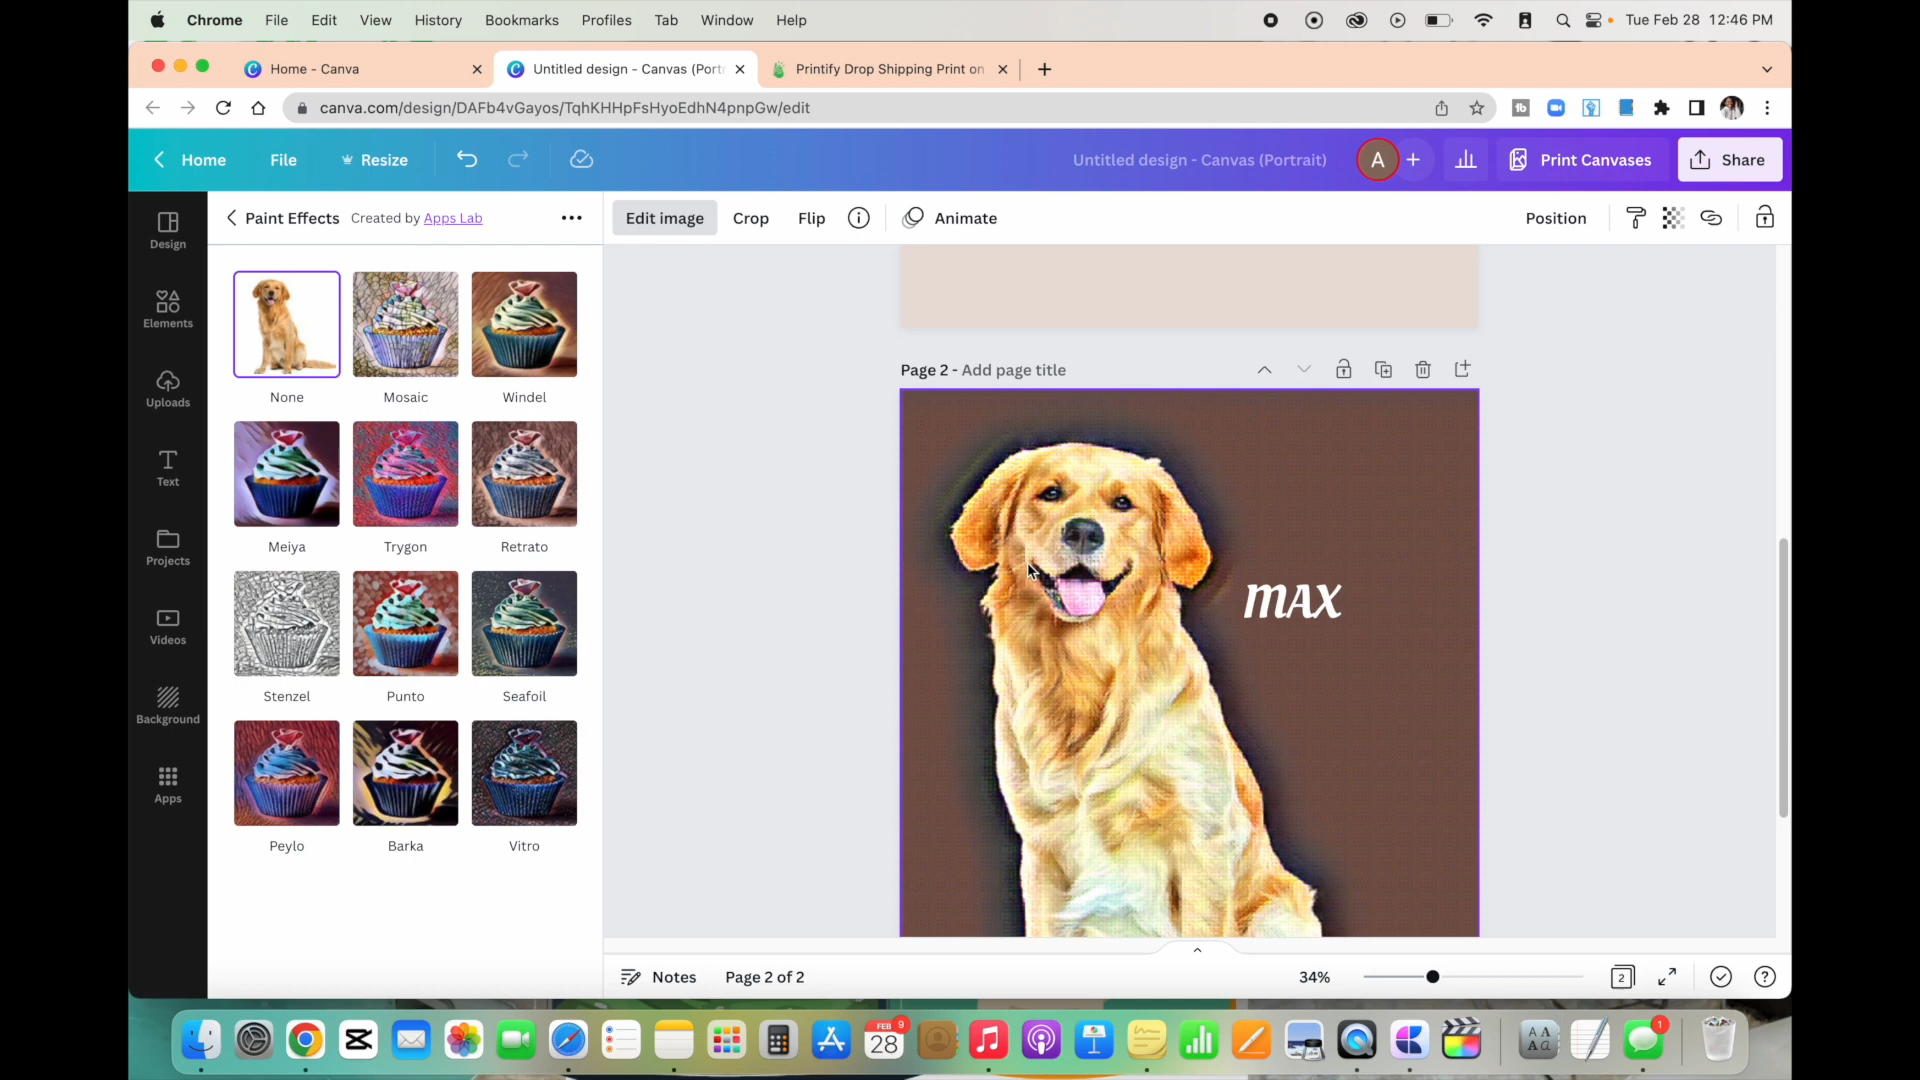 Chrome File Edit View History Bookmarks Profiles Tab Window Help Tue Feb 28 12:46 PM
Home - Canva Untitled design - Canvas (Portr Printify Drop Shipping Print on
canva.com/design/DAFb4vGayos/TqhKHHpFsHyoEdhN4pnpGw/edit
Home File Resize Untitled design - Canvas (Portrait) A Print Canvases Share
Paint Effects Created by Apps Lab
Edit image Crop Flip Animate Position
Design
Elements
Uploads
Text
Projects
Videos
Background
Apps
None Mosaic Windel
Meiya Trygon Retrato
Stenzel Punto Seafoil
Peylo Barka Vitro
Page 2 - Add page title
MAX
Notes Page 2 of 2 34% 2
FEB 9
28
1